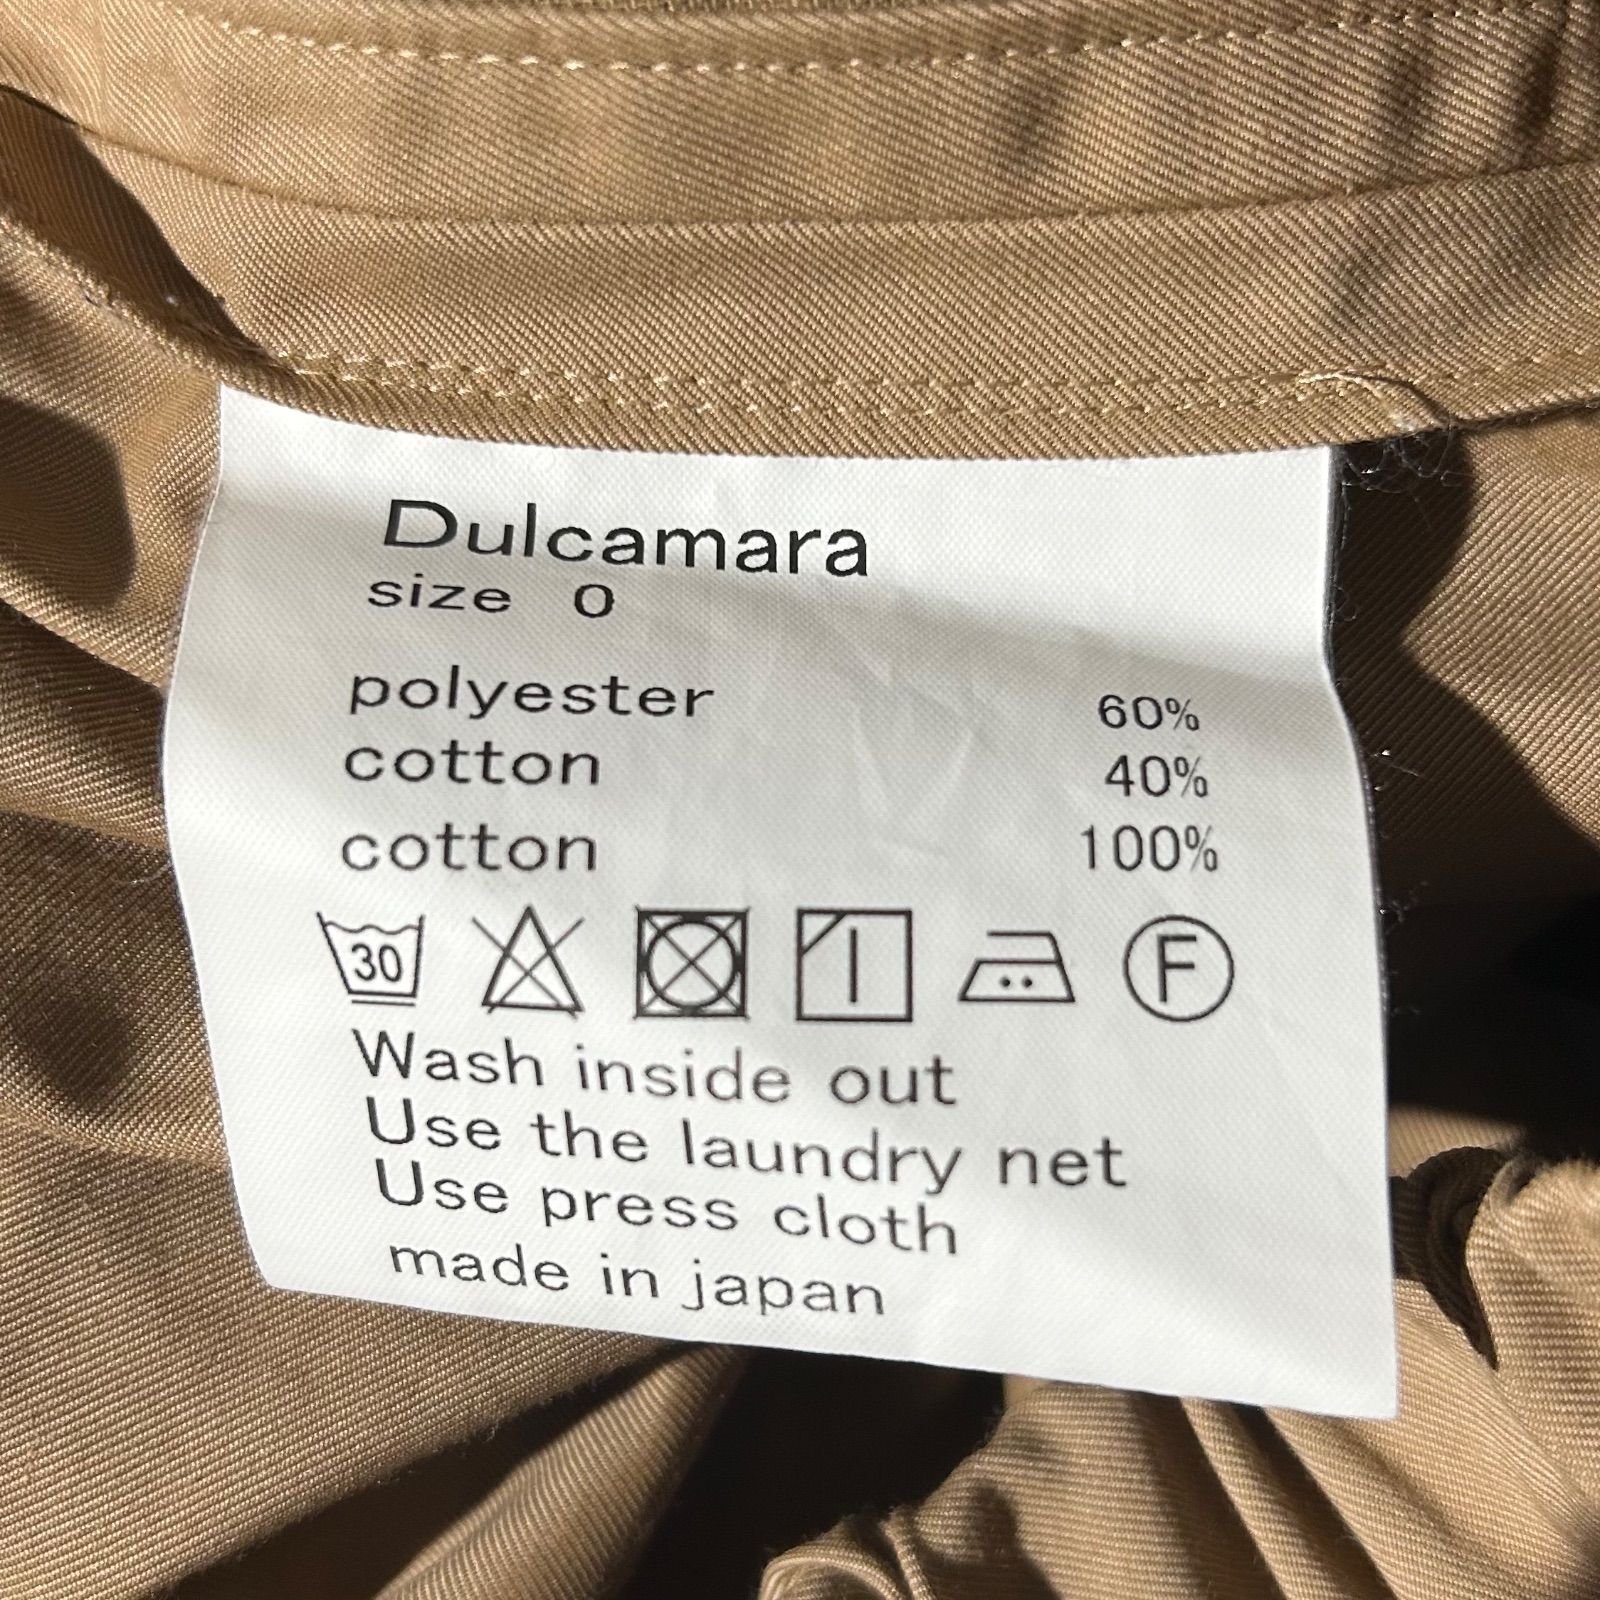 Dulcamara
size 0
polyester 60%
cotton 40%
cotton 100%
30 F
Wash inside out
Use the laundry net
Use press cloth
made in japan